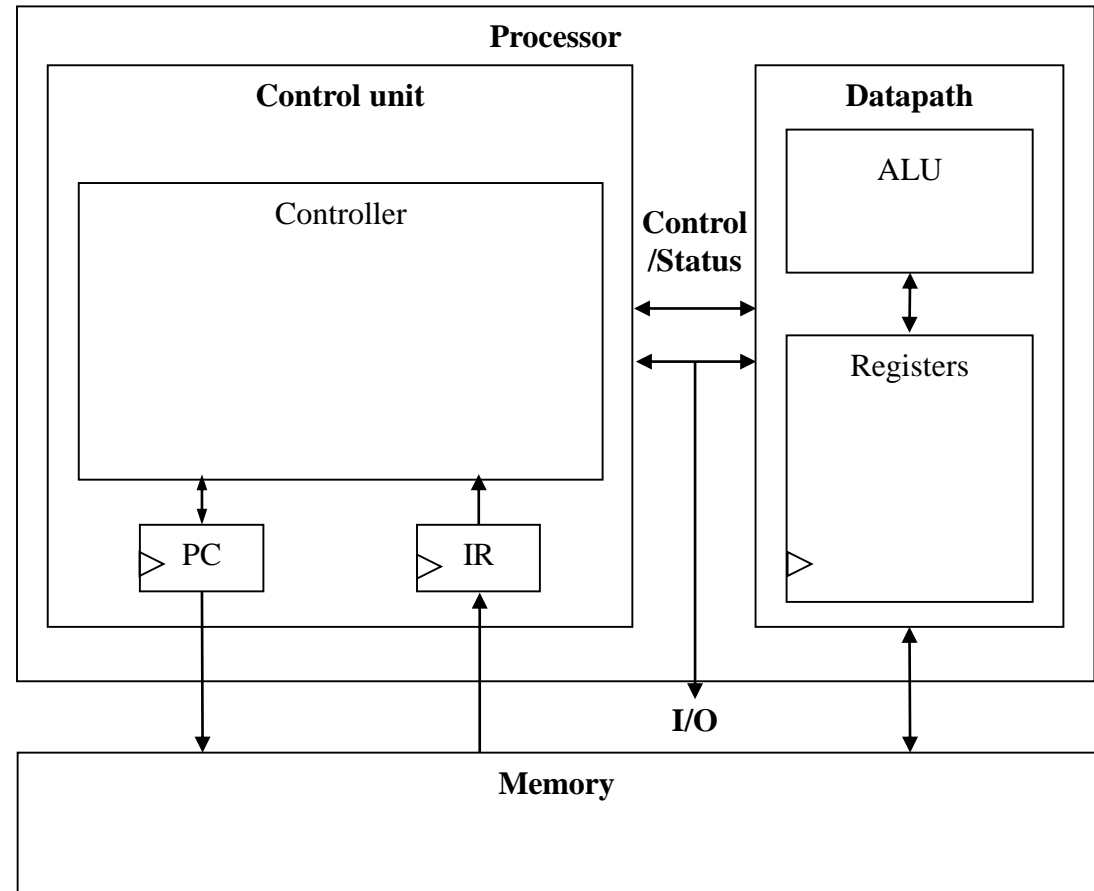 Processor
Control unit
Datapath
ALU
Controller
Control
/Status
Registers
PC
IR
I/O
Memory